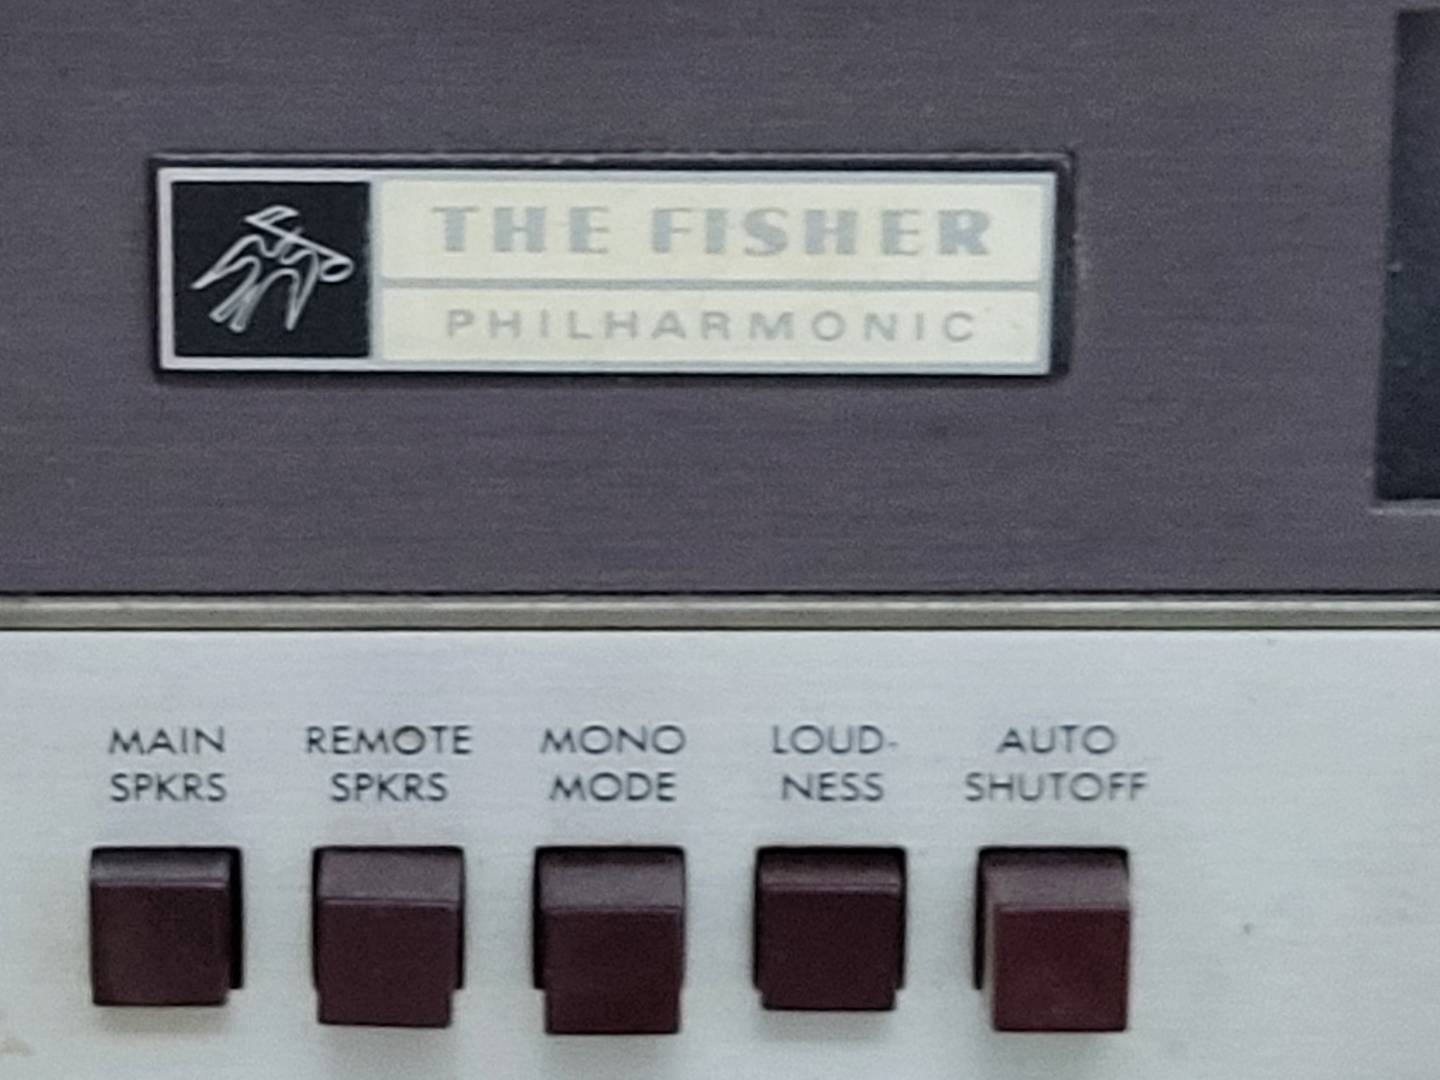 THE FISHER
PHILHARMONIC
MAIN
SPKRS
REMOTE
SPKRS
MONO
MODE
LOUD-
NESS
AUTO
SHUTOFF